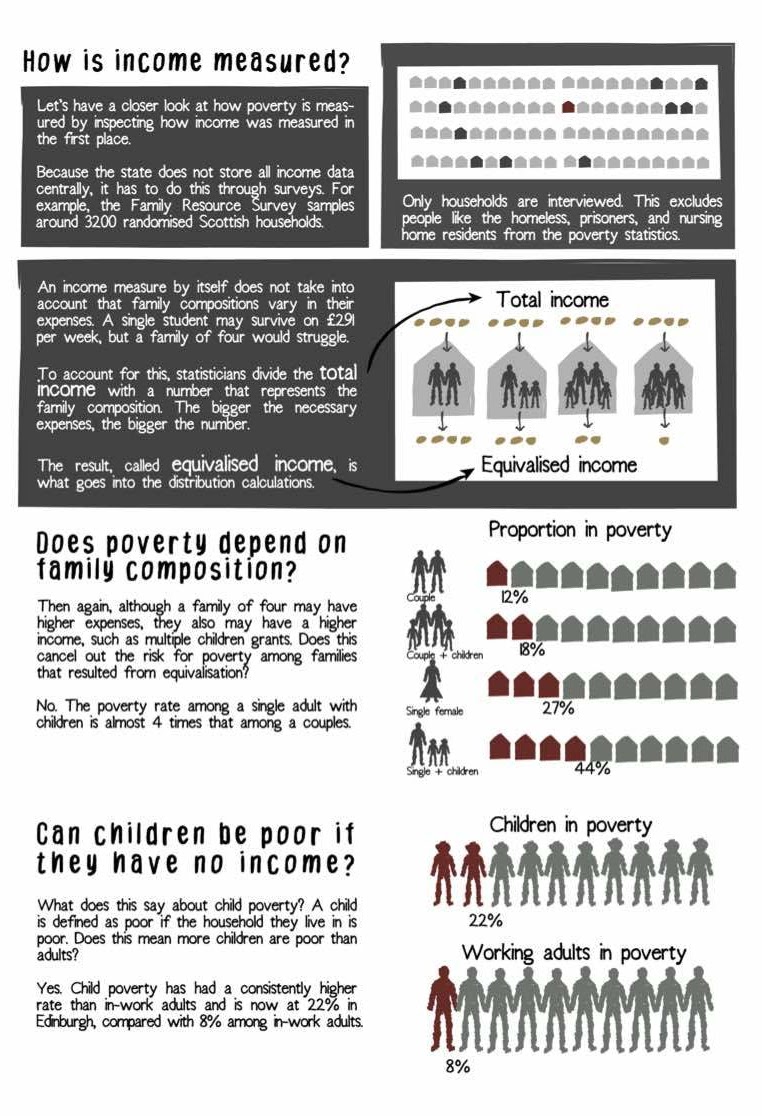 How is income measured?
Let's have a closer look at how poverty is meas-
ured by inspecting how income was measured in
the first place.
Because the state does not store all income data
centrally, it has to do this through surveys. For
example, the Family Resource Survey samples
around 3200 randomised Scottish households.
Only households are interviewed. This excludes
people like the homeless, prisoners, and nursing
home residents from the poverty statistics.
An income measure by itself does not take into
account that family compositions vary in their
expenses. A single student may survive on £291
per week, but a family of four would struggle.
To account for this, statisticians divide the total
income with a number that represents the
family composition. The bigger the necessary
expenses, the bigger the number.
The result, called equivalised income, is
what goes into the distribution calculations.
Total income
Equivalised income
Does poverty depend on
family composition?
Then again, although a family of four may have
higher expenses, they also may have a higher
income, such as multiple children grants. Does this
cancel out the risk for poverty among families
that resulted from equivalisation?
No. The poverty rate among a single adult with
children is almost 4 times that among a couples.
Proportion in poverty
Couple
12%
Couple + children
18%
Single female
27%
Single + children
44%
Can children be poor if
they have no income?
What does this say about child poverty? A child
is defined as poor if the household they live in is
poor. Does this mean more children are poor than
adults?
Yes. Child poverty has had a consistently higher
rate than in-work adults and is now at 22% in
Edinburgh, compared with 8% among in-work adults.
Children in poverty
22%
Working adults in poverty
8%